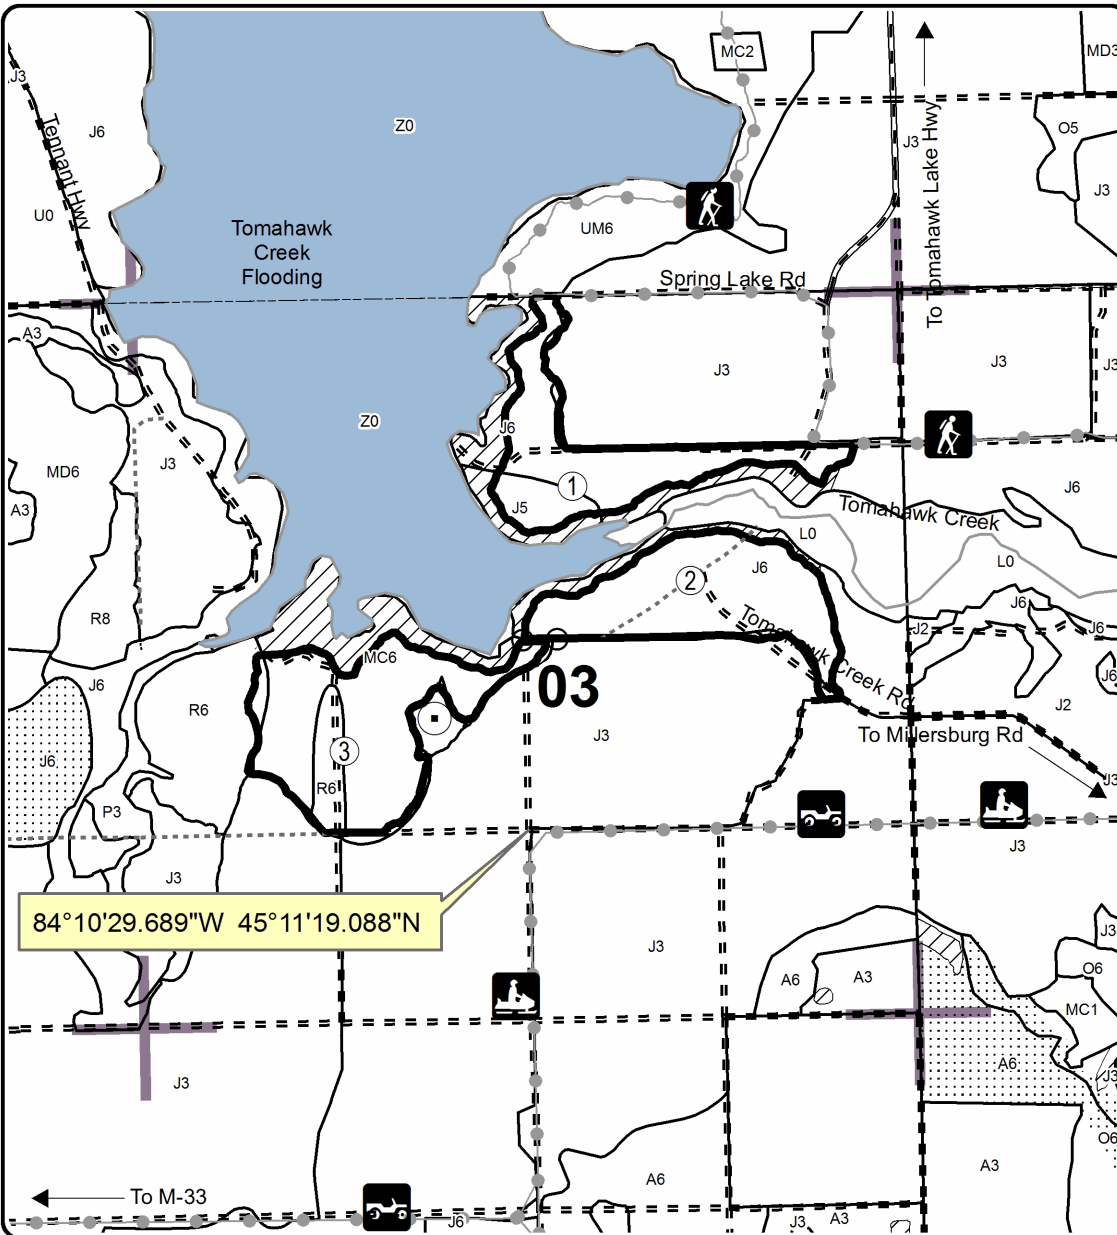 MC2
MD3
J3
Z0
J6
O5
J3
J3
Tennant Hwy
To Tomahawk Lake Hwy
U0
UM6
Tomahawk
Creek
Flooding
Spring Lake Rd
A3
J3
J3
J3
Z0
J6
MD6
J3
1
J6
A3
J5
Tomahawk Creek
L0
L0
2
J6
R8
J6
Tomahawk Creek Rd
J2
J6
MC6
J6
03
J6
R6
J2
J3
To Millersburg Rd
J6
3
R6
J3
P3
J3
J3
84°10'29.689"W 45°11'19.088"N
J3
J3
A6
A3
O6
MC1
A6
J3
J3
O6
A3
A6
To M-33
J6
J3
A3